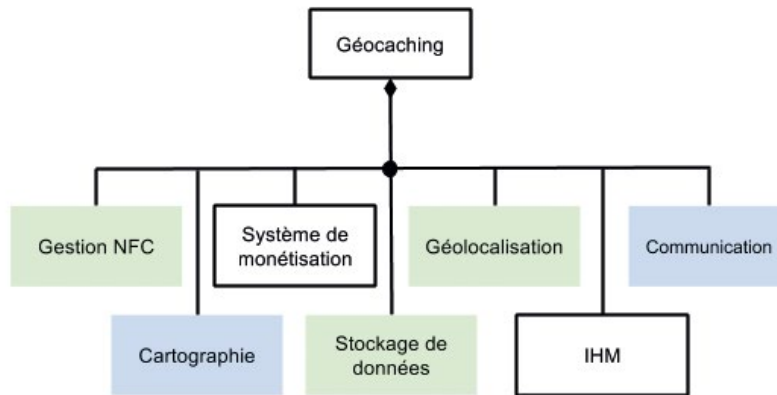 Géocaching
Gestion NFC
Système de
monétisation
Géolocalisation
Communication
Cartographie
Stockage de
données
IHM